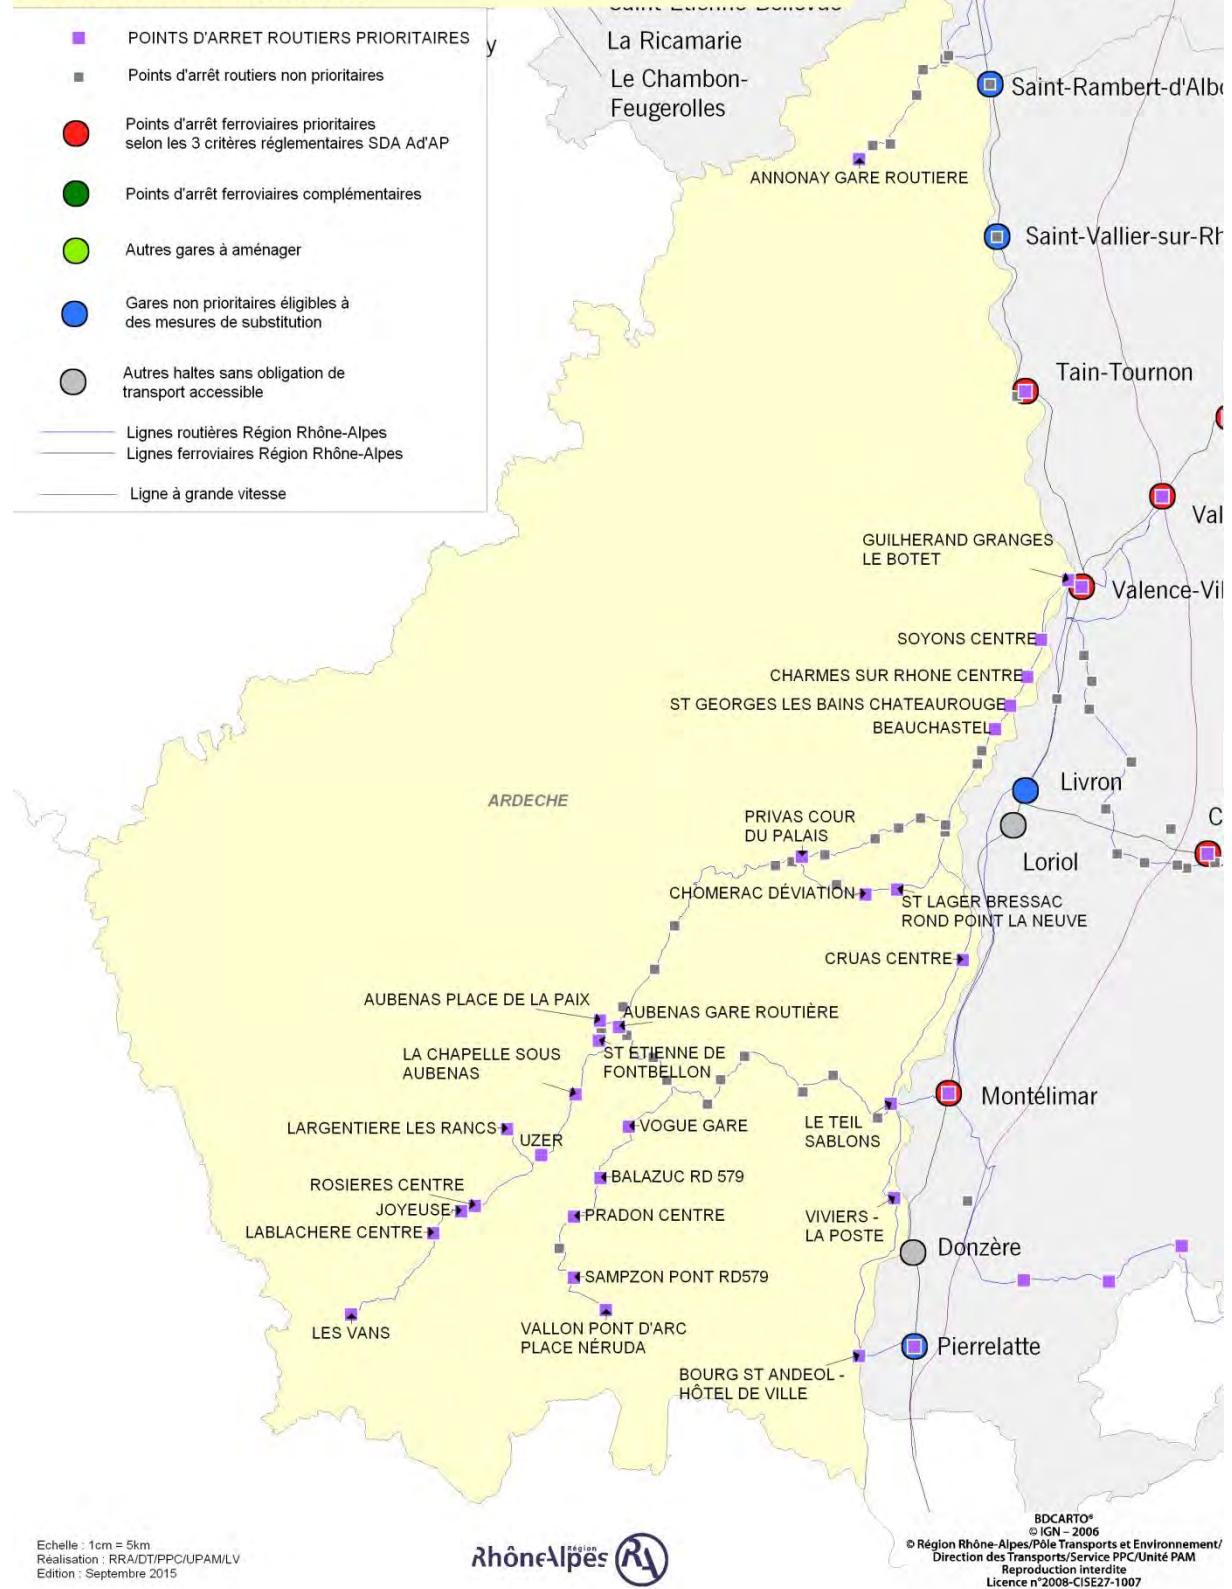 La Ricamarie
Le Chambon-
Feugerolles
y
POINTS D'ARRET ROUTIERS PRIORITAIRES
Points d'arrêt routiers non prioritaires
Points d'arrêt ferroviaires prioritaires
selon les 3 critères réglementaires SDA Ad'AP
Points d'arrêt ferroviaires complémentaires
Autres gares à aménager
Gares non prioritaires éligibles à
des mesures de substitution
Autres haltes sans obligation de
transport accessible
Lignes routières Région Rhône-Alpes
Lignes ferroviaires Région Rhône-Alpes
Ligne à grande vitesse
Saint-Rambert-d'Albo
ANNONAY GARE ROUTIERE
Saint-Vallier-sur-Rh
Tain-Tournon
Val
GUILHERAND GRANGES
LE BOTET
Valence-Vil
SOYONS CENTRE
CHARMES SUR RHONE CENTRE
ST GEORGES LES BAINS CHATEAUROUGE
BEAUCHASTEL
Livron
ARDECHE
PRIVAS COUR
DU PALAIS
C
Loriol
CHOMERAC DÉVIATION
ST LAGER BRESSAC
ROND POINT LA NEUVE
CRUAS CENTRE
AUBENAS PLACE DE LA PAIX
AUBENAS GARE ROUTIÈRE
ST ETIENNE DE
FONTBELLON
LA CHAPELLE SOUS
AUBENAS
Montélimar
LARGENTIERE LES RANCS
UZER
VOGUE GARE
LE TEIL
SABLONS
ROSIERES CENTRE
BALAZUC RD 579
JOYEUSE
PRADON CENTRE
LABLACHERE CENTRE
VIVIERS -
LA POSTE
Donzère
SAMPZON PONT RD579
LES VANS
VALLON PONT D'ARC
PLACE NÉRUDA
Pierrelatte
BOURG ST ANDEOL -
HÔTEL DE VILLE
Echelle : 1cm = 5km
Réalisation : RRA/DT/PPC/UPAM/LV
Edition : Septembre 2015
Région
RhôneAlpes RA
BDCARTO®
© IGN – 2006
© Région Rhône-Alpes/Pôle Transports et Environnement/
Direction des Transports/Service PPC/Unité PAM
Reproduction interdite
Licence n°2008-CISE27-1007